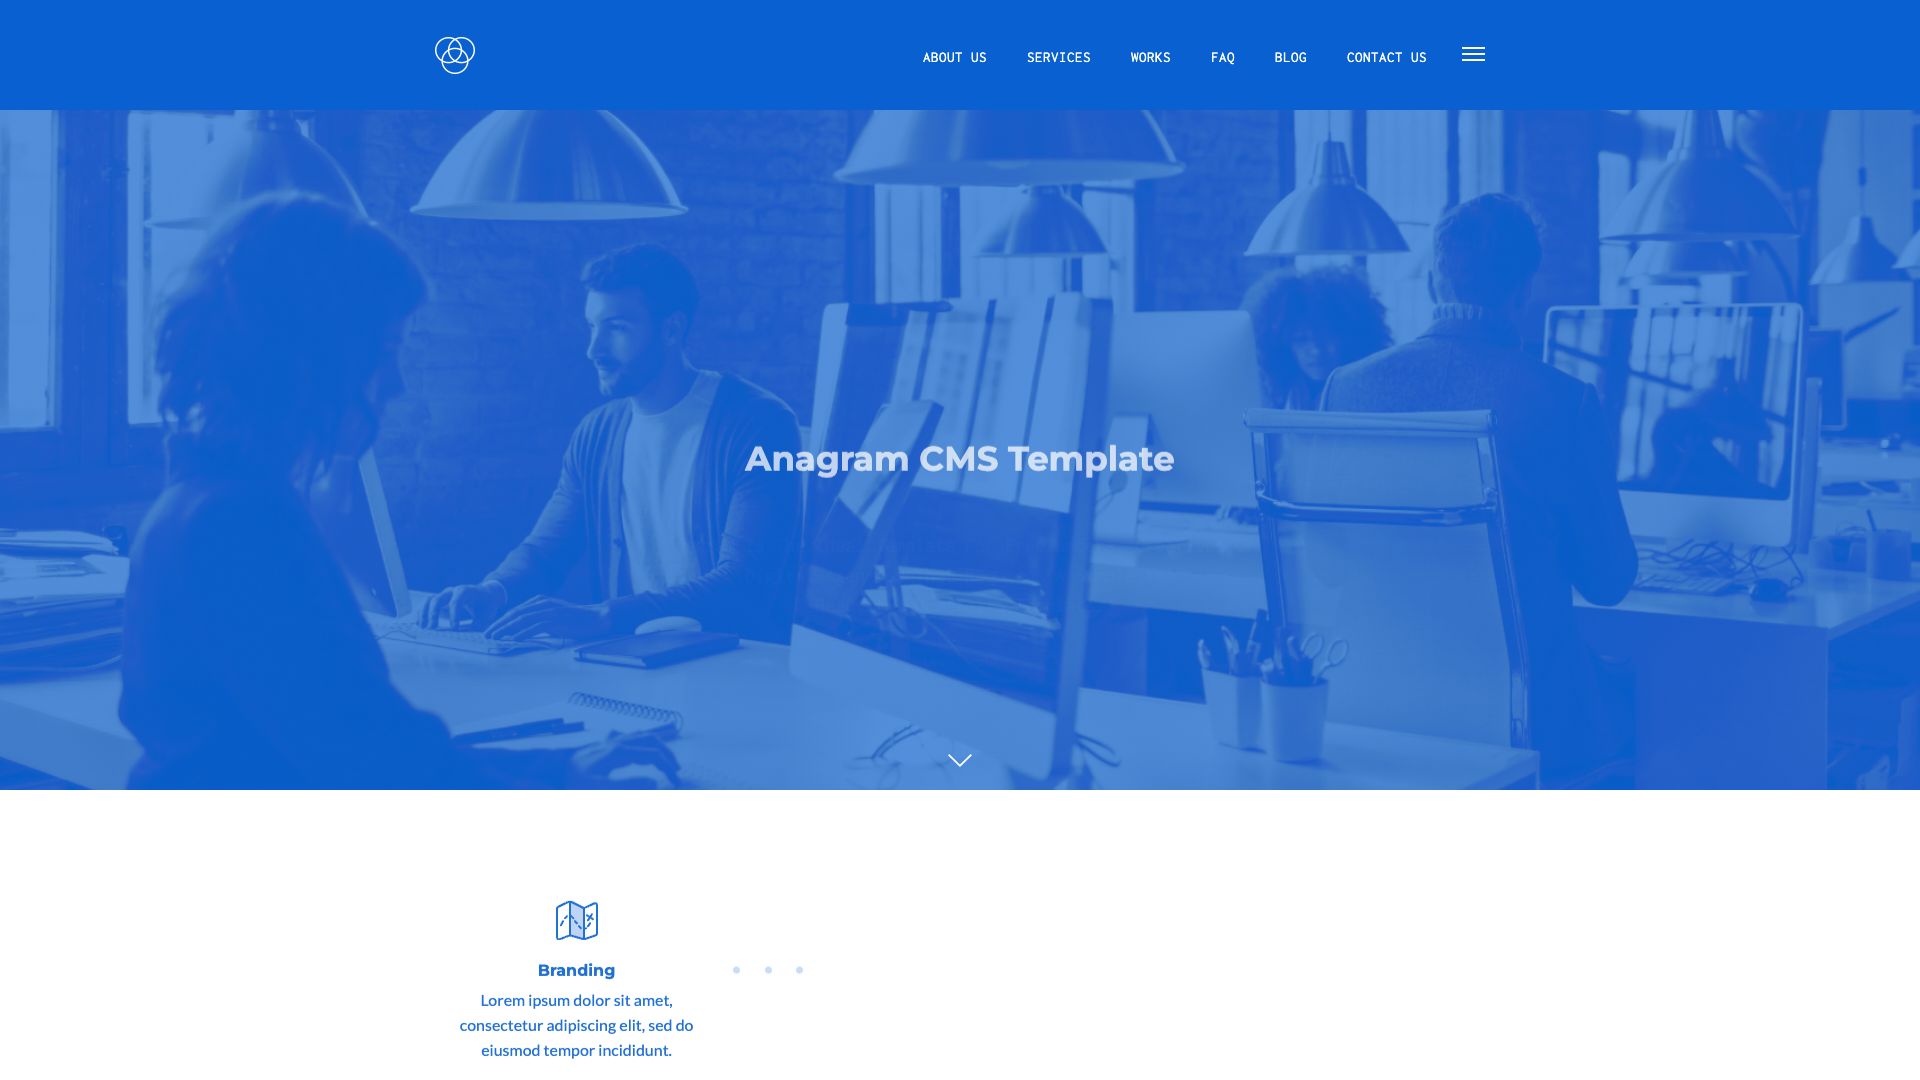 ABOUT US
SERVICES
WORKS
FAQ
BLOG
CONTACT US
Anagram CMS Template
Branding
Lorem ipsum dolor sit amet,
consectetur adipiscing elit, sed do
eiusmod tempor incididunt.